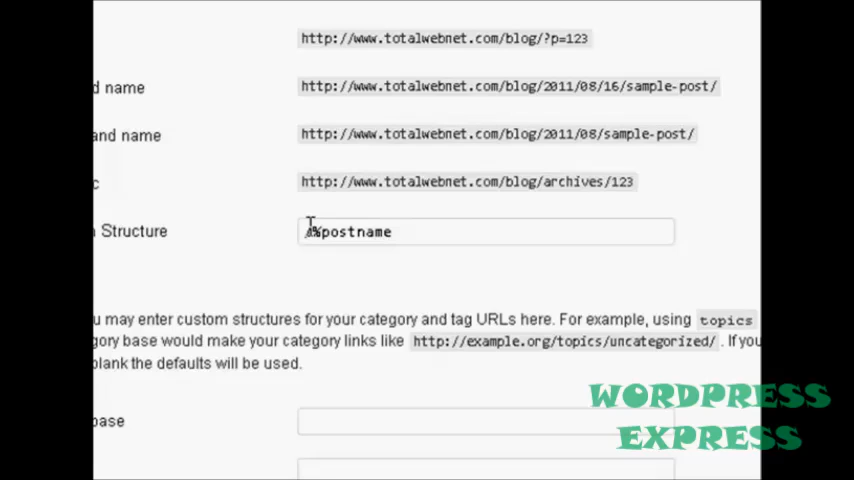 http://www.totalwebnet.com/blog/?p=123
d name http://www.totalwebnet.com/blog/2011/08/16/sample-post/
and name http://www.totalwebnet.com/blog/2011/08/sample-post/
c http://www.totalwebnet.com/blog/archives/123
Structure /%postname
u may enter custom structures for your category and tag URLs here. For example, using topics
gory base would make your category links like http://example.org/topics/uncategorized/ . If you
blank the defaults will be used.
base
WORDPRESS
EXPRESS